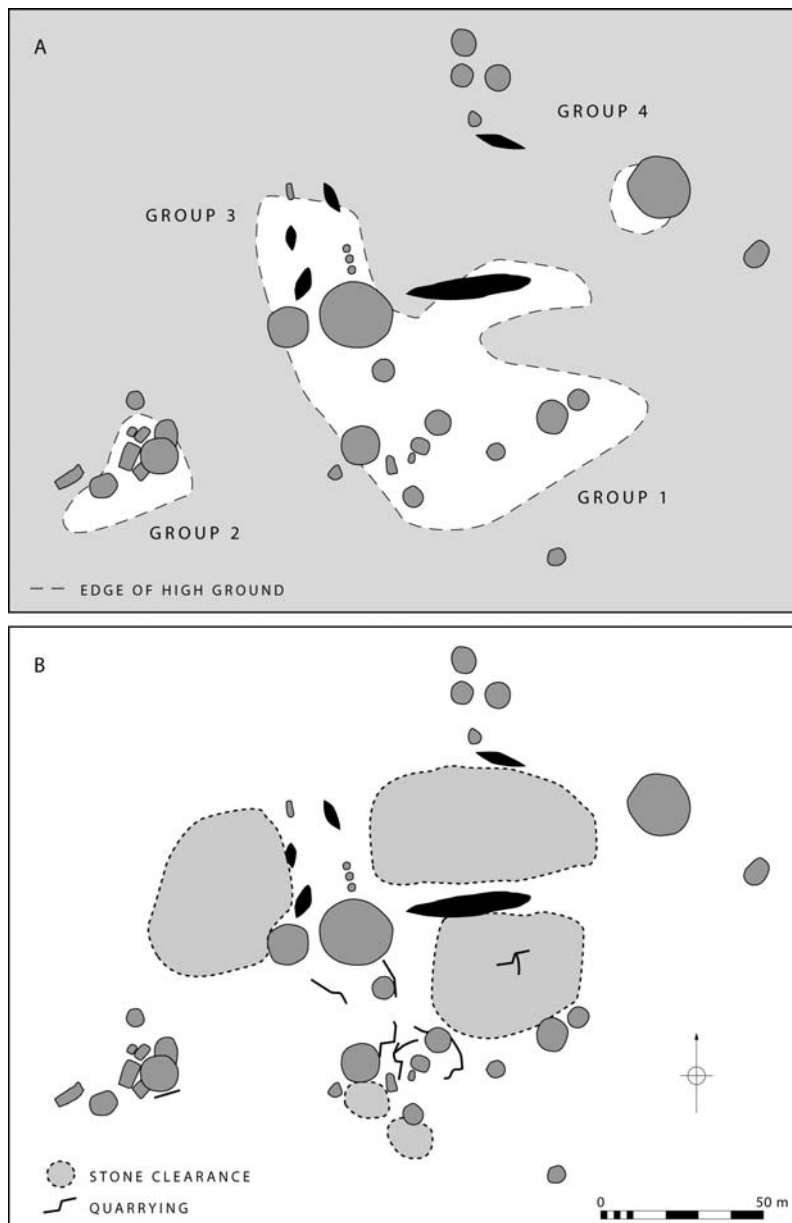 A
GROUP 4
GROUP 3
GROUP 1
GROUP 2
EDGE OF HIGH GROUND
B
STONE CLEARANCE
QUARRYING
0 50 m